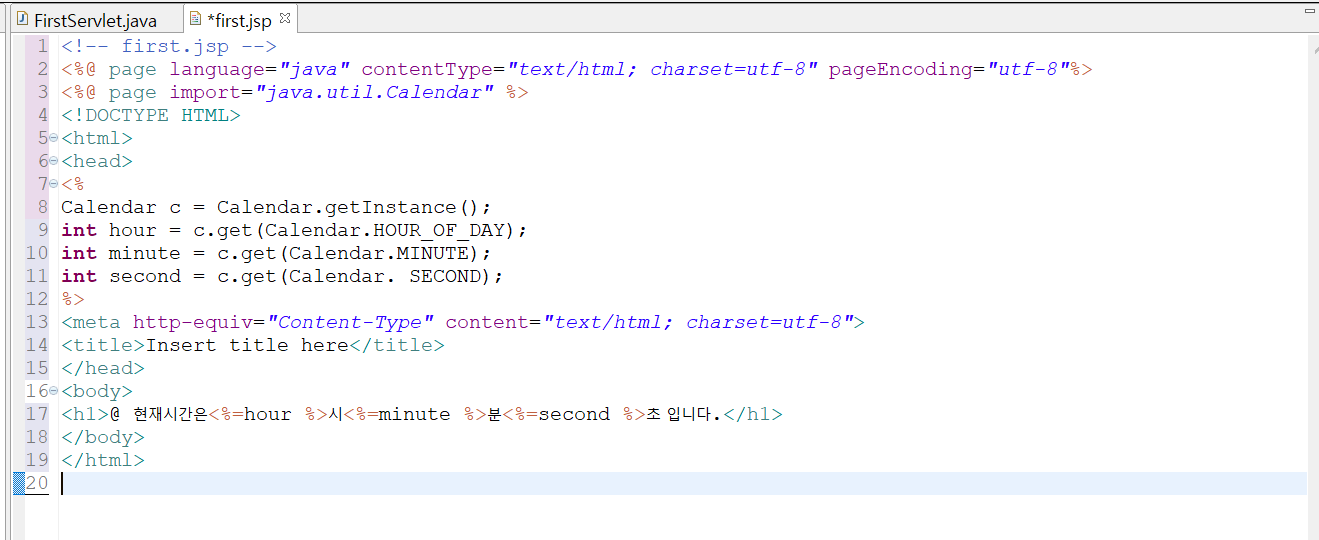 FirstServlet.java *first.jsp
1 <!-- first.jsp -->
2 <%@ page language="java" contentType="text/html; charset=utf-8" pageEncoding="utf-8"%>
3 <%@ page import="java.util.Calendar" %>
4 <!DOCTYPE HTML>
5 <html>
6 <head>
7 <%
8 Calendar c = Calendar.getInstance();
9 int hour = c.get(Calendar.HOUR_OF_DAY);
10 int minute = c.get(Calendar.MINUTE);
11 int second = c.get(Calendar. SECOND);
12 %>
13 <meta http-equiv="Content-Type" content="text/html; charset=utf-8">
14 <title>Insert title here</title>
15 </head>
16 <body>
17 <h1>@ 현재시간은<%=hour %>시<%=minute %>분<%=second %>초 입니다.</h1>
18 </body>
19 </html>
20